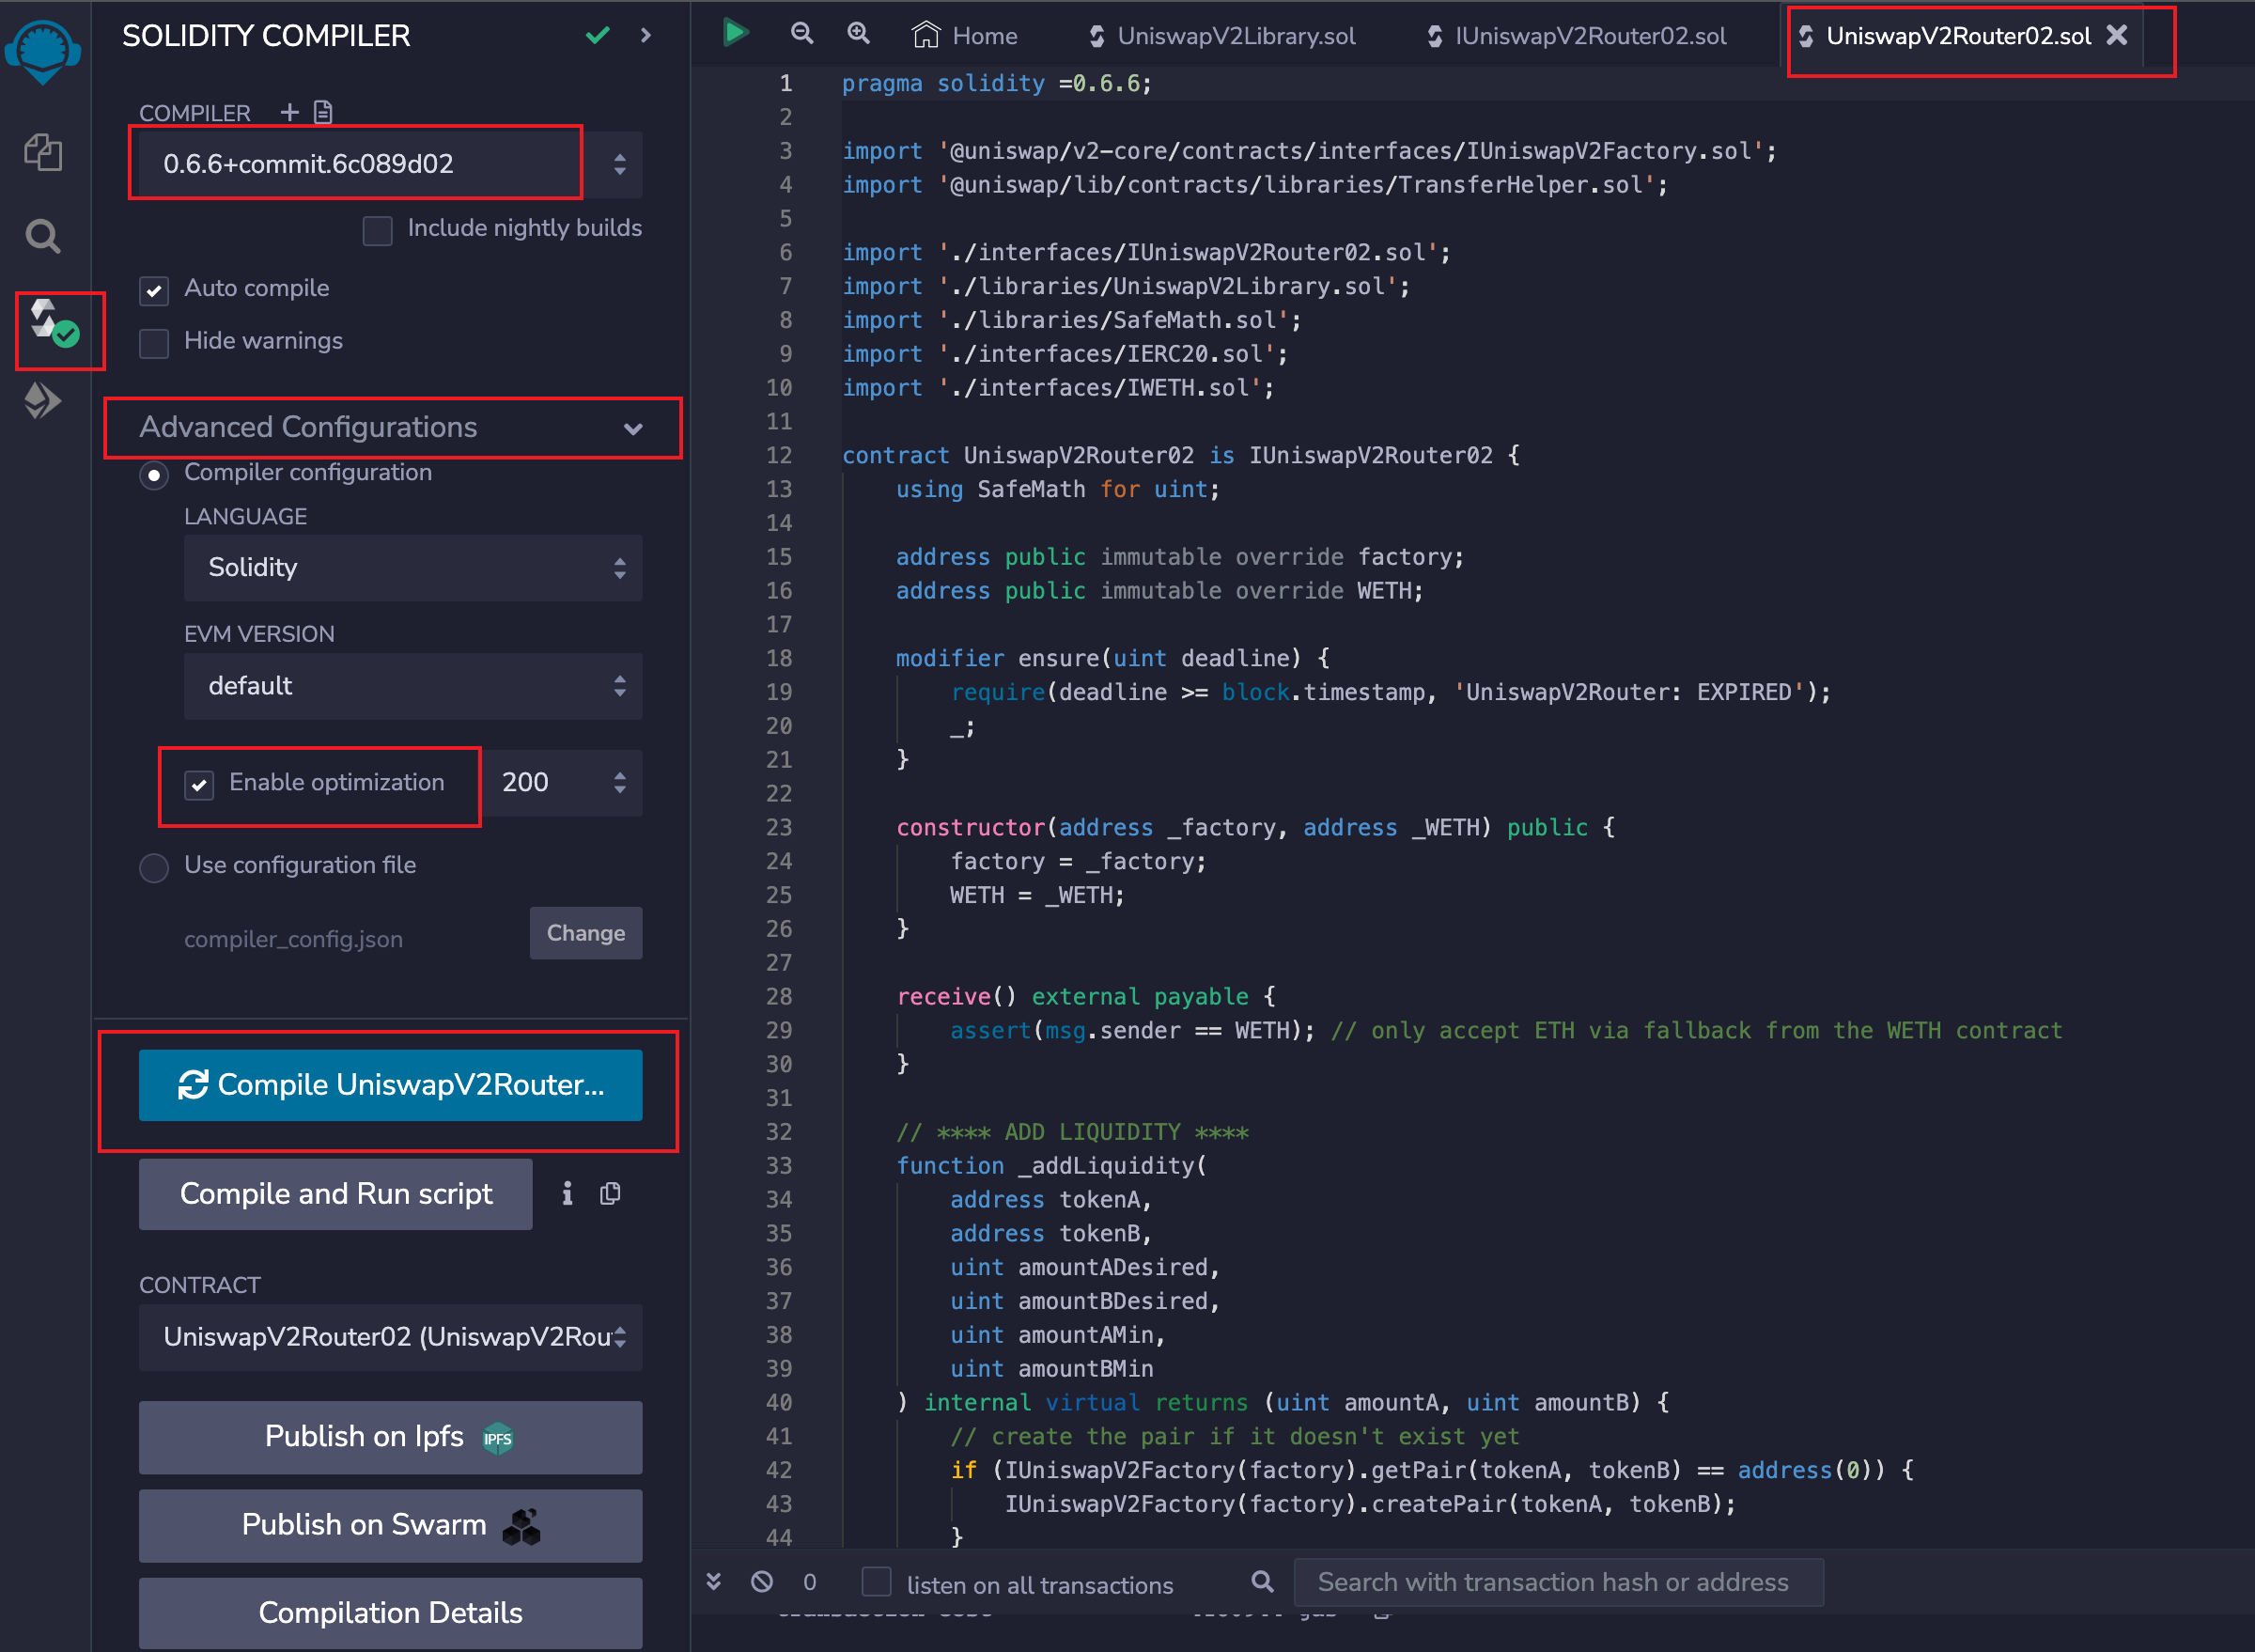 SOLIDITY COMPILER
COMPILER
0.6.6+commit.6c089d02
Include nightly builds
Auto compile
Hide warnings
Advanced Configurations
Compiler configuration
LANGUAGE
Solidity
EVM VERSION
default
Enable optimization 200
Use configuration file
compiler_config.json Change
Compile UniswapV2Router...
Compile and Run script
CONTRACT
UniswapV2Router02 (UniswapV2Rou
Publish on Ipfs IPFS
Publish on Swarm
Compilation Details
Home UniswapV2Library.sol IUniswapV2Router02.sol UniswapV2Router02.sol
1 pragma solidity =0.6.6;
2
3 import '@uniswap/v2-core/contracts/interfaces/IUniswapV2Factory.sol';
4 import '@uniswap/lib/contracts/libraries/TransferHelper.sol';
5
6 import './interfaces/IUniswapV2Router02.sol';
7 import './libraries/UniswapV2Library.sol';
8 import './libraries/SafeMath.sol';
9 import './interfaces/IERC20.sol';
10 import './interfaces/IWETH.sol';
11
12 contract UniswapV2Router02 is IUniswapV2Router02 {
13 using SafeMath for uint;
14
15 address public immutable override factory;
16 address public immutable override WETH;
17
18 modifier ensure(uint deadline) {
19 require(deadline >= block.timestamp, 'UniswapV2Router: EXPIRED');
20 _;
21 }
22
23 constructor(address _factory, address _WETH) public {
24 factory = _factory;
25 WETH = _WETH;
26 }
27
28 receive() external payable {
29 assert(msg.sender == WETH); // only accept ETH via fallback from the WETH contract
30 }
31
32 // **** ADD LIQUIDITY ****
33 function _addLiquidity(
34 address tokenA,
35 address tokenB,
36 uint amountADesired,
37 uint amountBDesired,
38 uint amountAMin,
39 uint amountBMin
40 ) internal virtual returns (uint amountA, uint amountB) {
41 // create the pair if it doesn't exist yet
42 if (IUniswapV2Factory(factory).getPair(tokenA, tokenB) == address(0)) {
43 IUniswapV2Factory(factory).createPair(tokenA, tokenB);
44 }
0 listen on all transactions Search with transaction hash or address